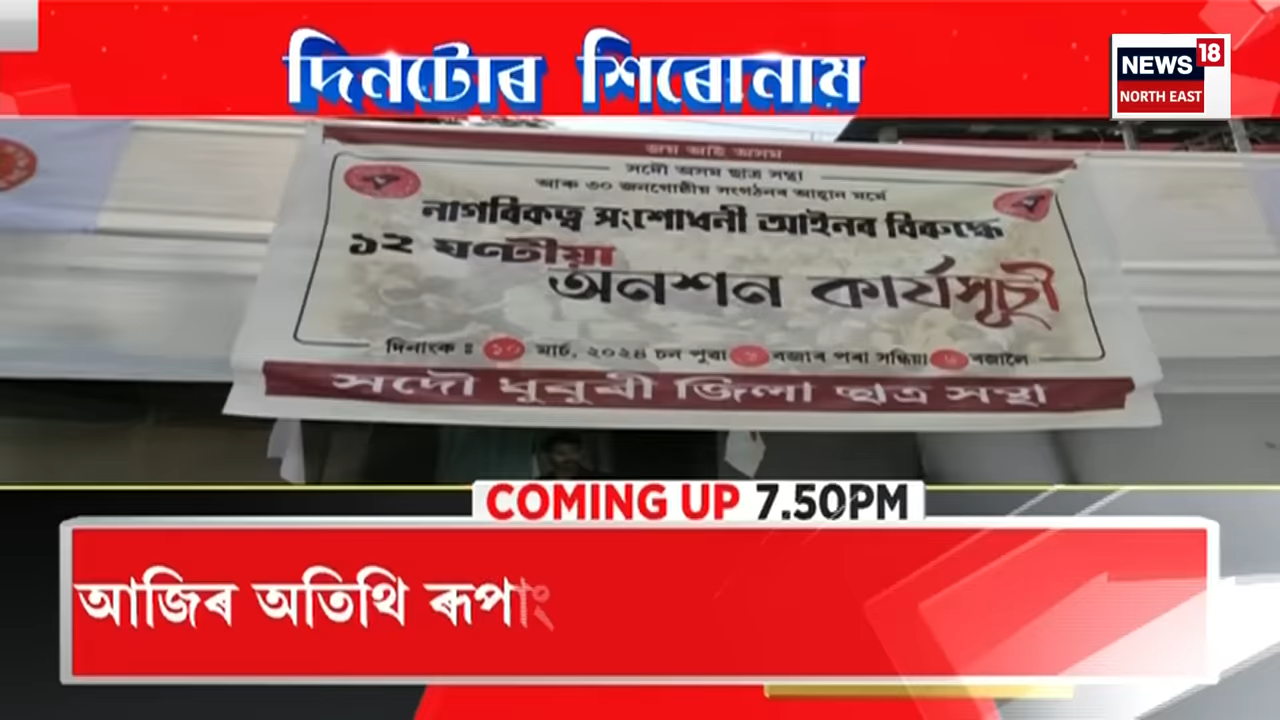 দিনটোৰ শিৰোনাম
NEWS 18
NORTH EAST
জয় আই অসম
সদৌ অসম ছাত্ৰ সন্থা
আৰু ৩০ জনগোষ্ঠীয় সংগঠনৰ আহ্বান মৰ্মে
নাগৰিকত্ব সংশোধনী আইনৰ বিৰুদ্ধে
১২ ঘণ্টীয়া
অনশন কাৰ্যসূচী
দিনাংক ঃ ১০ মাৰ্চ, ২০২৪ চন পুৱা বজাৰ পৰা সন্ধিয়া বজালৈ
সদৌ ধুবুৰী জিলা ছাত্ৰ সন্থা
COMING UP 7.50PM
আজিৰ অতিথি ৰূপাং